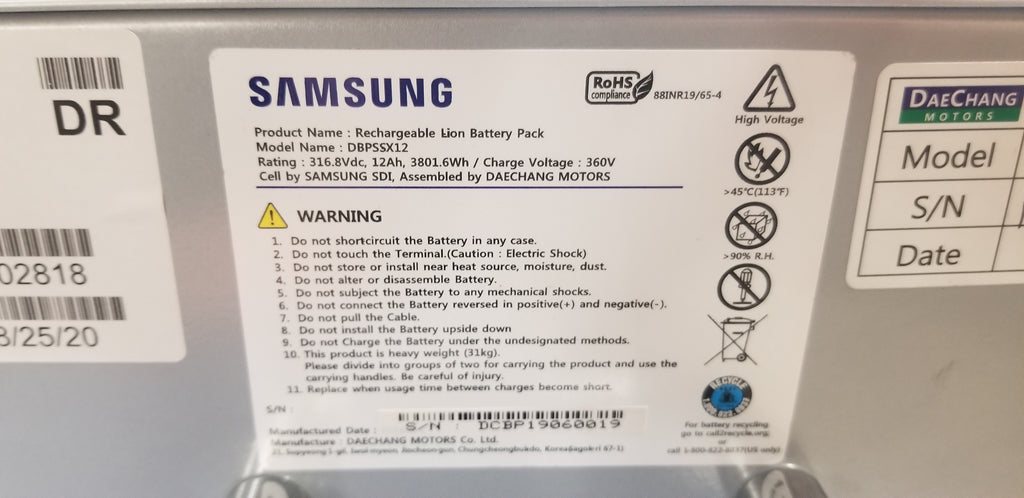 DR
02818
8/25/20
SAMSUNG
RoHS
compliance
88INR19/65-4
Product Name : Rechargeable Lion Battery Pack
Model Name : DBPSSX12
Rating : 316.8Vdc, 12Ah, 3801.6Wh / Charge Voltage : 360V
Cell by SAMSUNG SDI, Assembled by DAECHANG MOTORS
WARNING
1. Do not shortcircuit the Battery in any case.
2. Do not touch the Terminal.(Caution : Electric Shock)
3. Do not store or install near heat source, moisture, dust.
4. Do not alter or disassemble Battery.
5. Do not subject the Battery to any mechanical shocks.
6. Do not connect the Battery reversed in positive(+) and negative(-).
7. Do not pull the Cable.
8. Do not install the Battery upside down
9. Do not Charge the Battery under the undesignated methods.
10. This product is heavy weight (31kg).
Please divide into groups of two for carrying the product and use the
carrying handles. Be careful of injury.
11. Replace when usage time between charges become short.
S/N :
S/N : DCBP19060019
Manufactured Date :
Manufacture : DAECHANG MOTORS Co. Ltd.
High Voltage
>45℃(113℉)
>90% R.H.
RECYCLE
For battery recycling
go to call2recycle.org
or
call 1-800-822-8837(US only)
DAECHANG
MOTORS
Model
S/N
Date